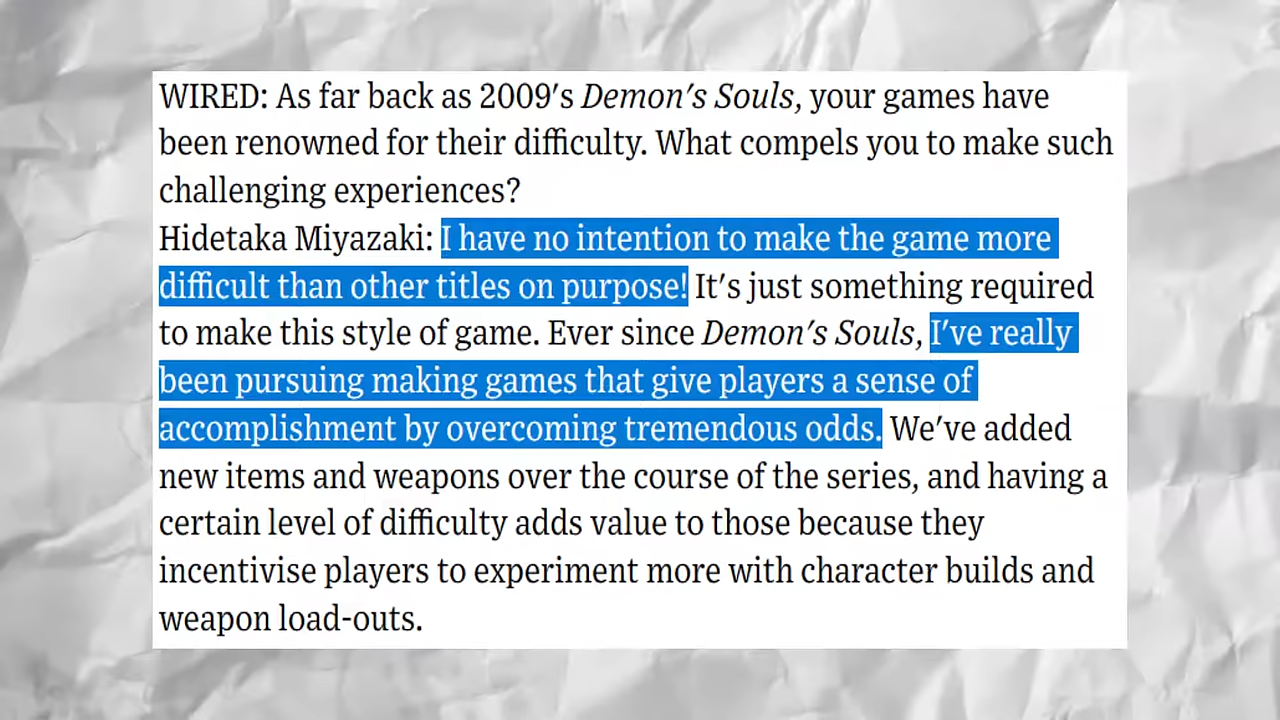 WIRED: As far back as 2009's Demon's Souls, your games have
been renowned for their difficulty. What compels you to make such
challenging experiences?
Hidetaka Miyazaki: I have no intention to make the game more
difficult than other titles on purpose! It's just something required
to make this style of game. Ever since Demon's Souls, I've really
been pursuing making games that give players a sense of
accomplishment by overcoming tremendous odds. We've added
new items and weapons over the course of the series, and having a
certain level of difficulty adds value to those because they
incentivise players to experiment more with character builds and
weapon load-outs.